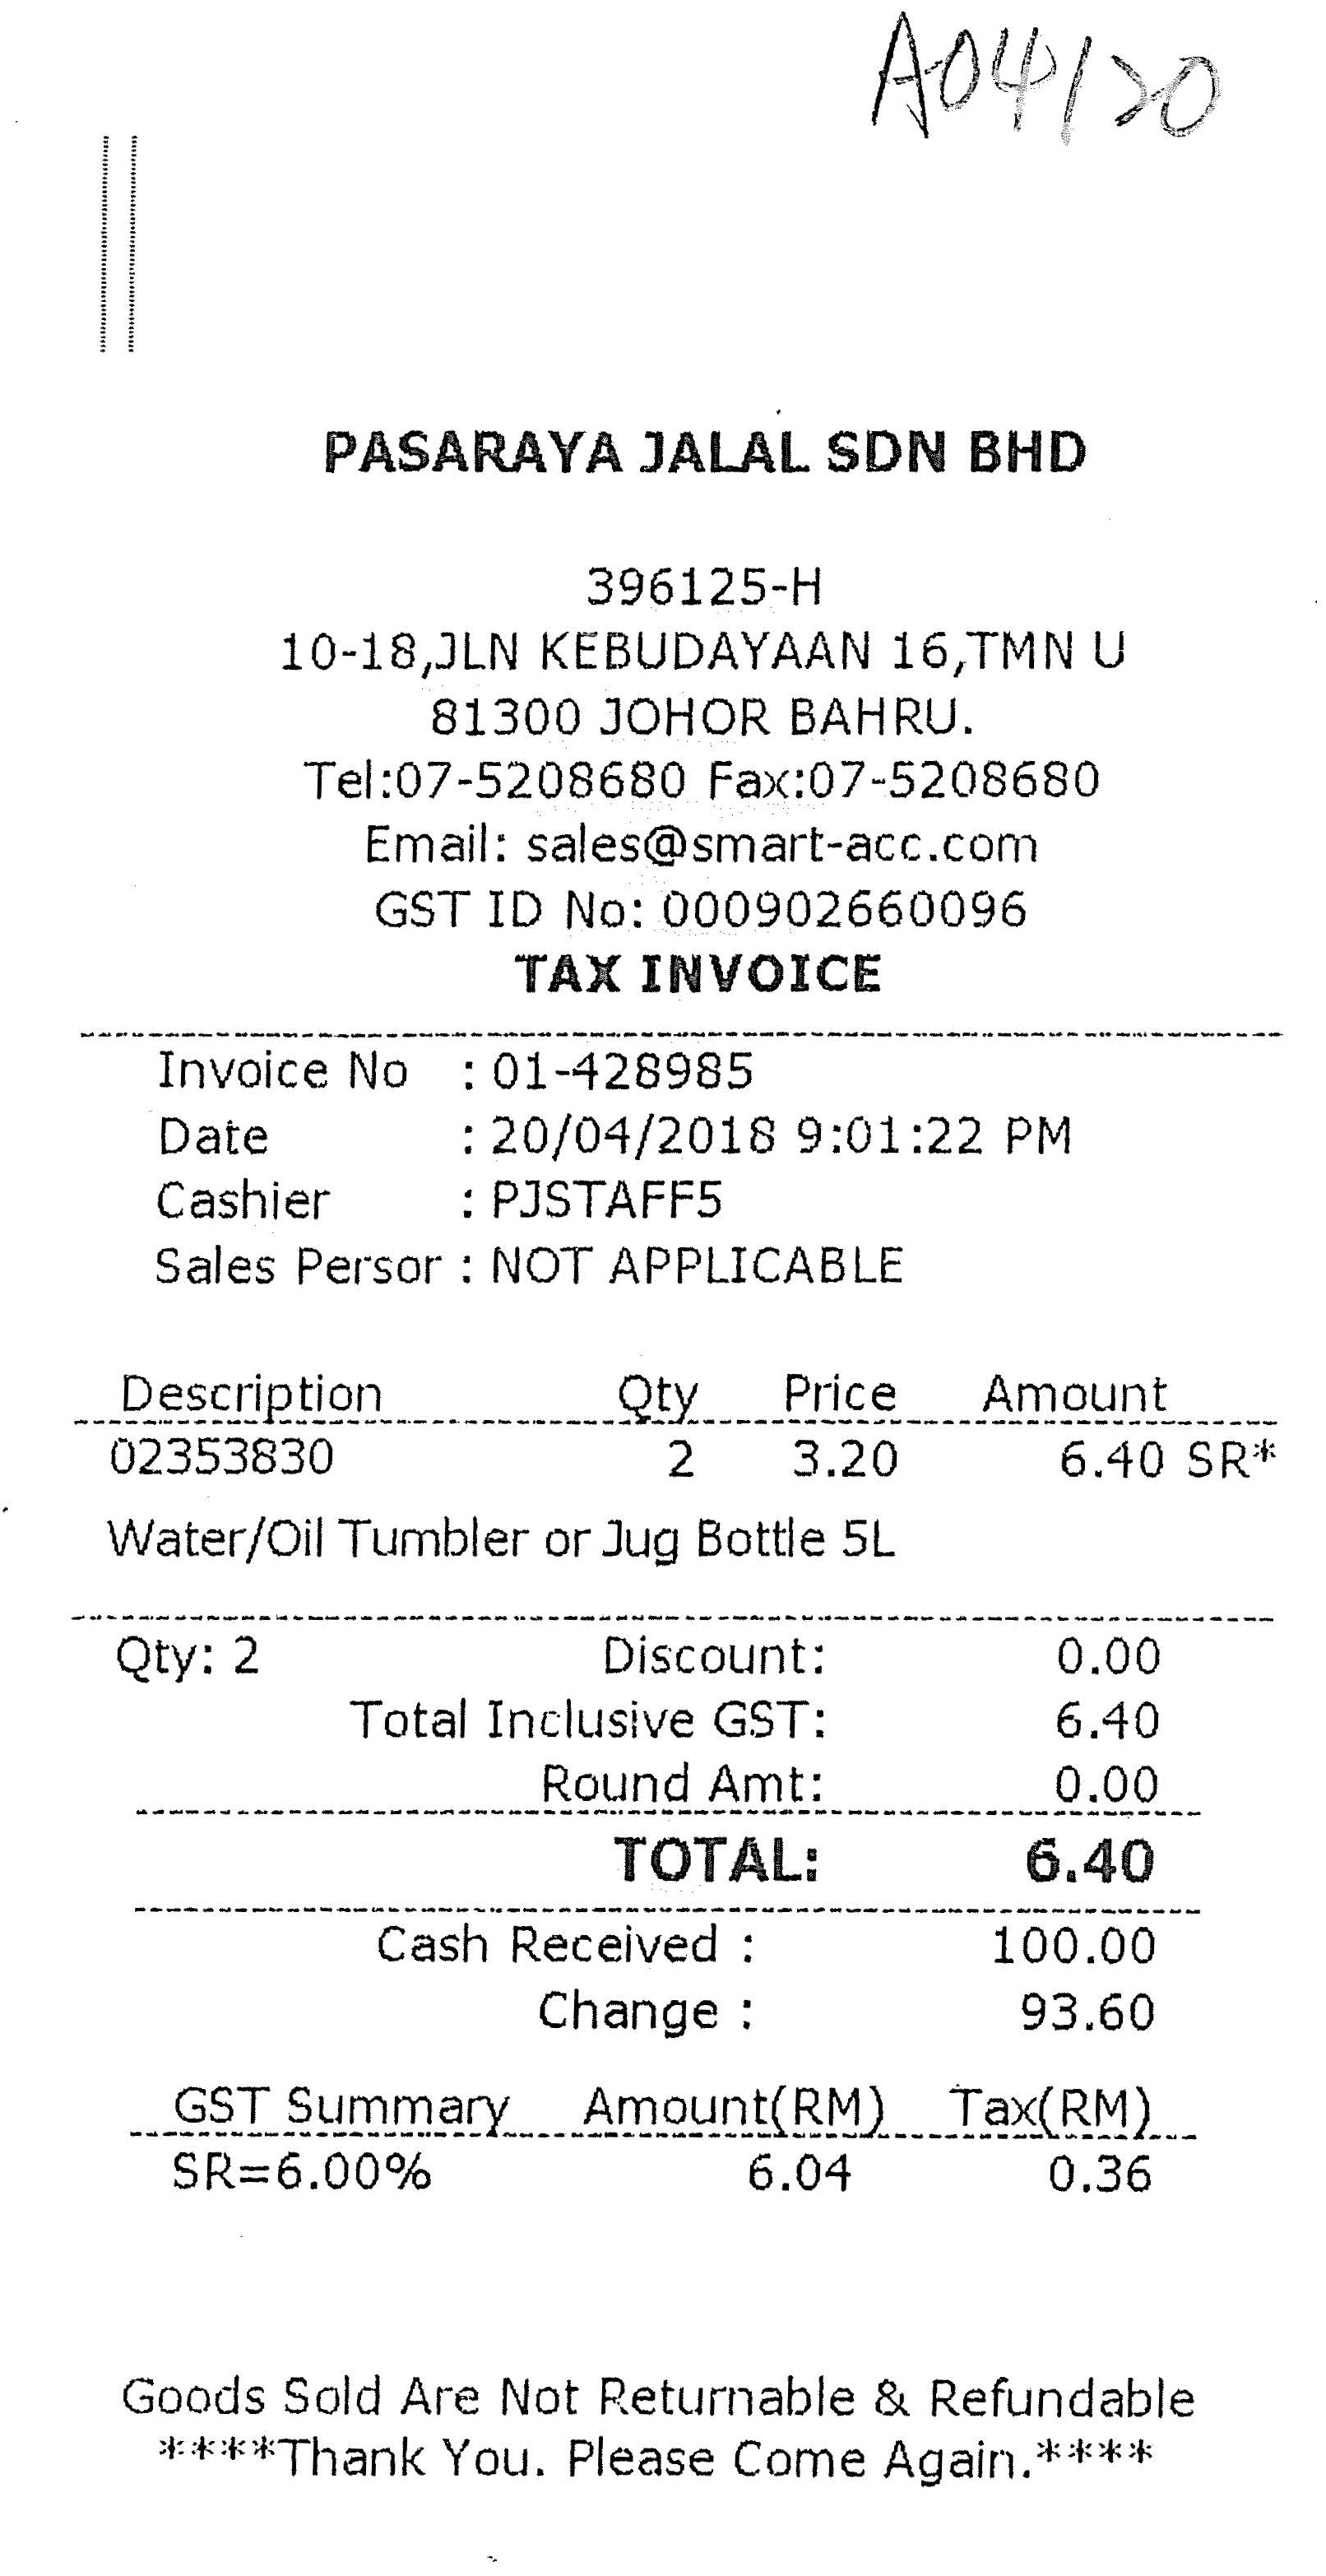 A04/20
PASARAYA JALAL SDN BHD
396125-H
10-18,JLN KEBUDAYAAN 16,TMN U
81300 JOHOR BAHRU.
Tel:07-5208680 Fax:07-5208680
Email: sales@smart-acc.com
GST ID No: 000902660096
TAX INVOICE
Invoice No : 01-428985
Date : 20/04/2018 9:01:22 PM
Cashier : PJSTAFF5
Sales Persor : NOT APPLICABLE
Description Qty Price Amount
02353830 2 3.20 6.40 SR*
Water/Oil Tumbler or Jug Bottle 5L
Qty: 2 Discount: 0.00
Total Inclusive GST: 6.40
Round Amt: 0.00
TOTAL: 6.40
Cash Received : 100.00
Change : 93.60
GST Summary Amount(RM) Tax(RM)
SR=6.00% 6.04 0.36
Goods Sold Are Not Returnable & Refundable
****Thank You. Please Come Again.****